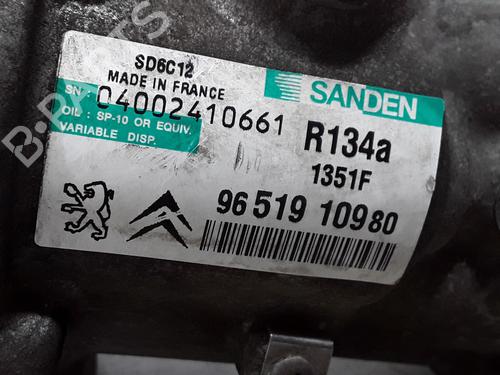 SD6C12
MADE IN FRANCE
SN :
04002410661
OIL : SP-10 OR EQUIV.
VARIABLE DISP.
SANDEN
R134a
1351F
96 519 10980
B-PARTS